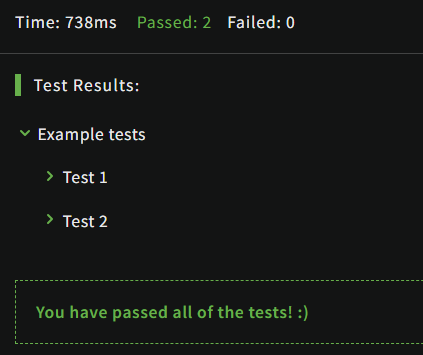 Time: 738ms Passed: 2 Failed: 0
Test Results:
Example tests
Test 1
Test 2
You have passed all of the tests! :)